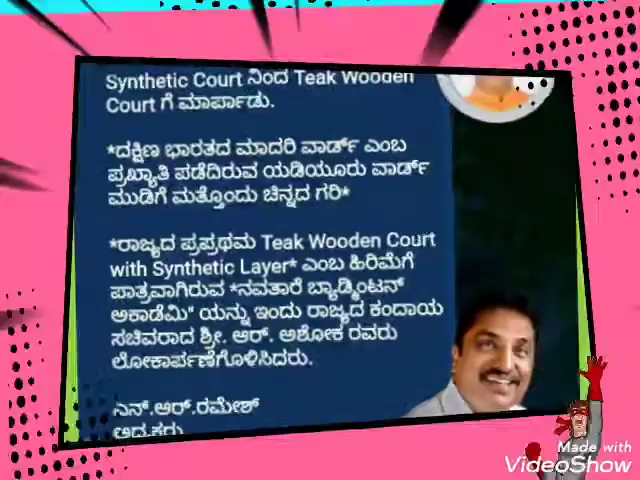 Synthetic Court ನಿಂದ Teak Wooden
Court ಗೆ ಮಾರ್ಪಾಡು.
*ದಕ್ಷಿಣ ಭಾರತದ ಮಾದರಿ ವಾರ್ಡ್ ಎಂಬ
ಪ್ರಖ್ಯಾತಿ ಪಡೆದಿರುವ ಯಡಿಯೂರು ವಾರ್ಡ್
ಮುಡಿಗೆ ಮತ್ತೊಂದು ಚಿನ್ನದ ಗರಿ*
*ರಾಜ್ಯದ ಪ್ರಪ್ರಥಮ Teak Wooden Court
with Synthetic Layer* ಎಂಬ ಹಿರಿಮೆಗೆ
ಪಾತ್ರವಾಗಿರುವ *ನವತಾರೆ ಬ್ಯಾಡ್ಮಿಂಟನ್
ಅಕಾಡೆಮಿ" ಯನ್ನು ಇಂದು ರಾಜ್ಯದ ಕಂದಾಯ
ಸಚಿವರಾದ ಶ್ರೀ. ಆರ್. ಅಶೋಕ ರವರು
ಲೋಕಾರ್ಪಣೆಗೊಳಿಸಿದರು.
ಎನ್.ಆರ್.ರಮೇಶ್
Made with
VideoShow